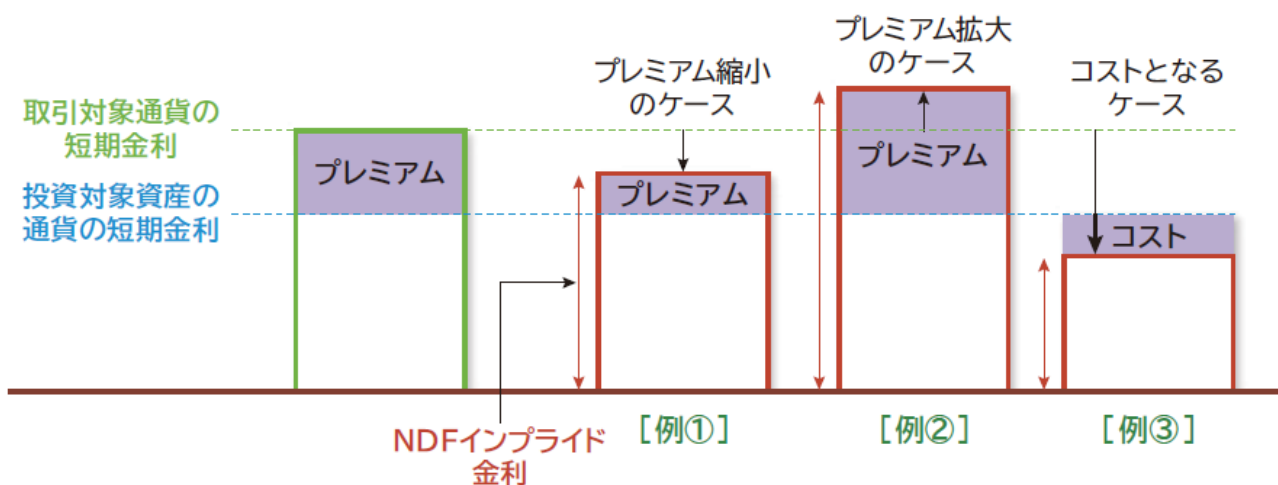 取引対象通貨の
短期金利
投資対象資産の
通貨の短期金利
プレミアム
プレミアム縮小
のケース
プレミアム
プレミアム拡大
のケース
プレミアム
コストとなる
ケース
コスト
NDFインプライド
金利
［例①］
［例②］
［例③］